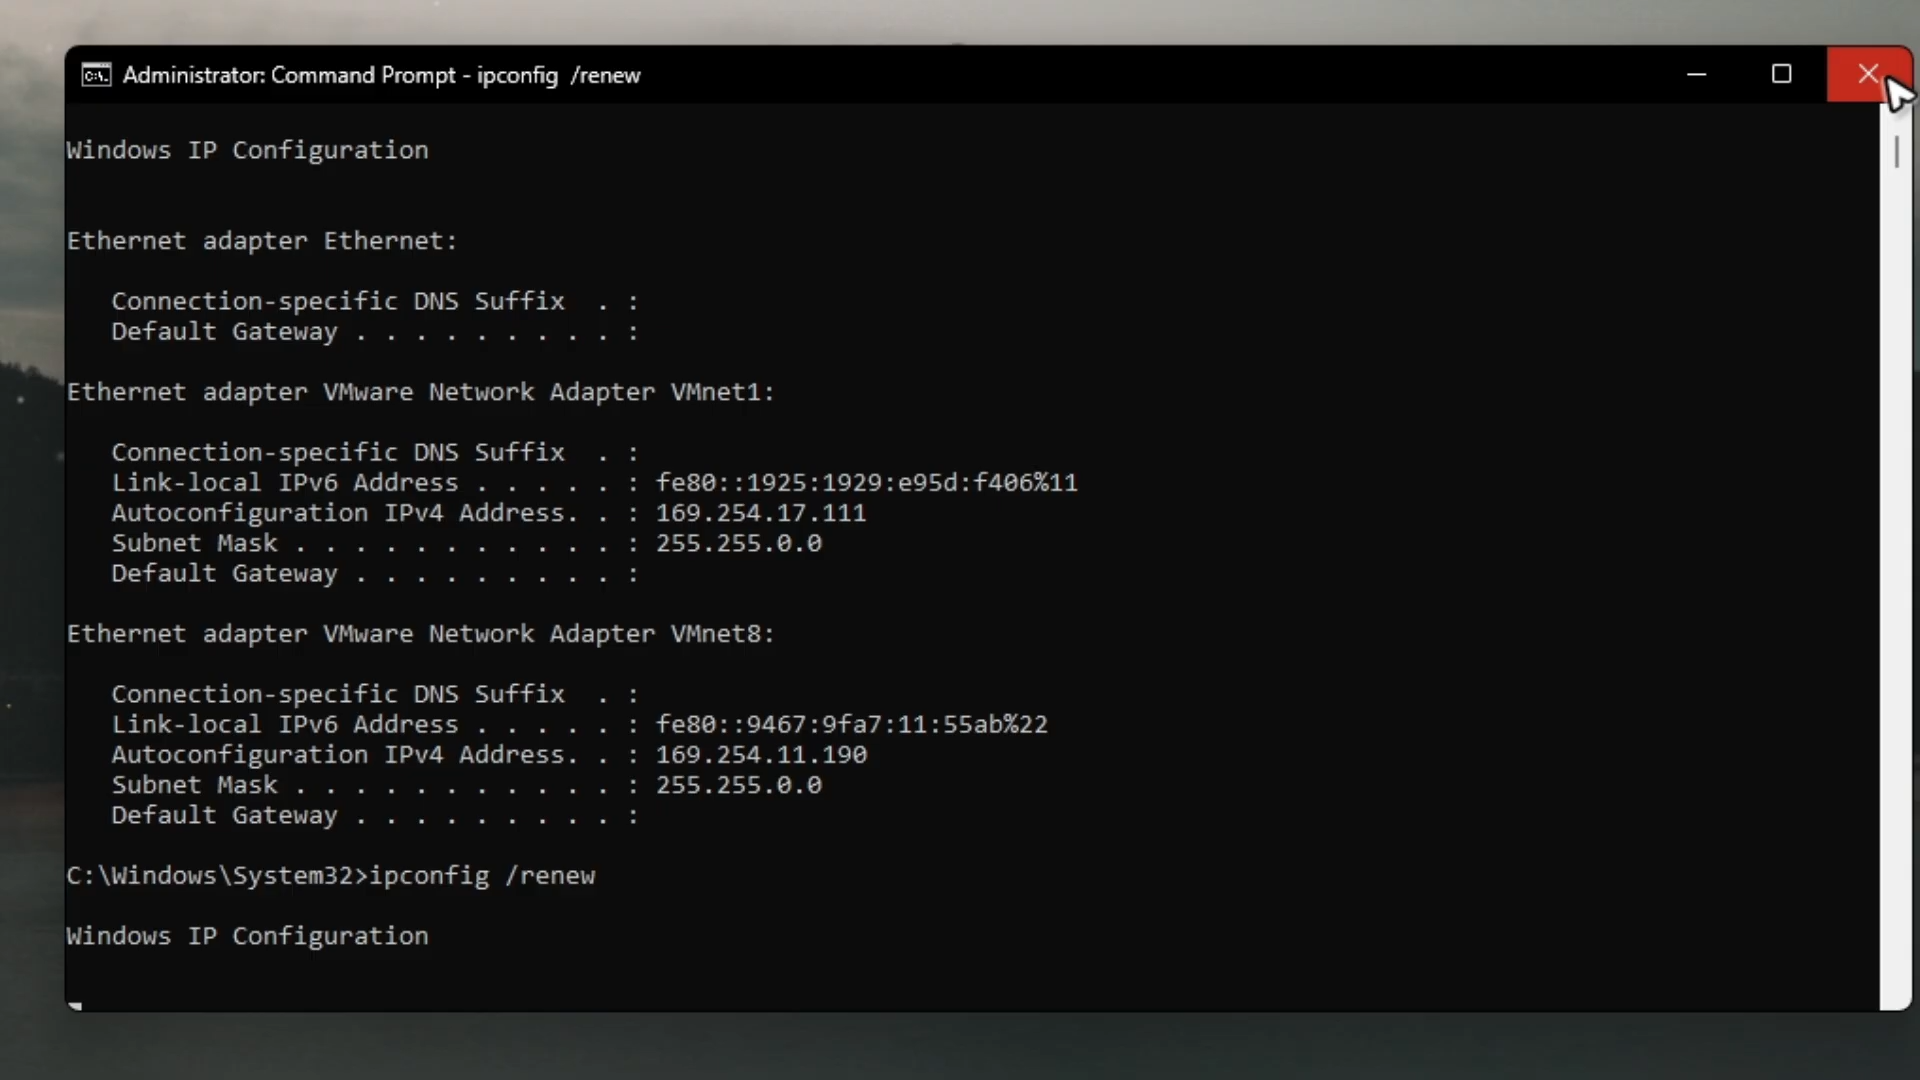 Administrator: Command Prompt - ipconfig  /renew
Windows IP Configuration
Ethernet adapter Ethernet:
   Connection-specific DNS Suffix  . :
   Default Gateway . . . . . . . . . :
Ethernet adapter VMware Network Adapter VMnet1:
   Connection-specific DNS Suffix  . :
   Link-local IPv6 Address . . . . . : fe80::1925:1929:e95d:f406%11
   Autoconfiguration IPv4 Address. . : 169.254.17.111
   Subnet Mask . . . . . . . . . . . : 255.255.0.0
   Default Gateway . . . . . . . . . :
Ethernet adapter VMware Network Adapter VMnet8:
   Connection-specific DNS Suffix  . :
   Link-local IPv6 Address . . . . . : fe80::9467:9fa7:11:55ab%22
   Autoconfiguration IPv4 Address. . : 169.254.11.190
   Subnet Mask . . . . . . . . . . . : 255.255.0.0
   Default Gateway . . . . . . . . . :
C:\Windows\System32>ipconfig /renew
Windows IP Configuration